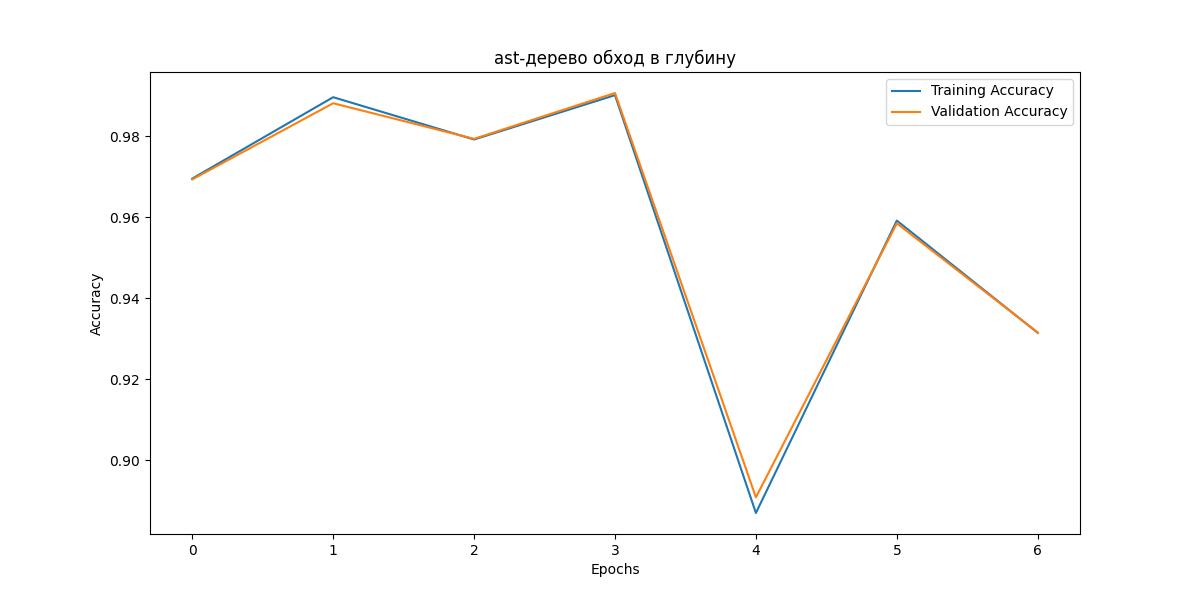 ast-дерево обход в глубину
Training Accuracy
Validation Accuracy
0.98
0.96
0.94
0.92
0.90
Accuracy
0 1 2 3 4 5 6
Epochs